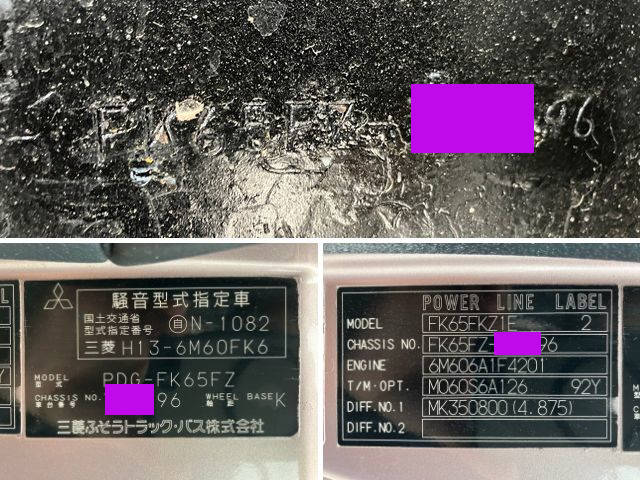 FK65FZ- 96
騒音型式指定車
国土交通省
型式指定番号 自N-1082
三菱 H13-6M60FK6
MODEL
型式 PDG-FK65FZ
CHASSIS NO. 96 WHEEL BASE K
車台番号 軸距
三菱ふそうトラック・バス株式会社
POWER LINE LABEL
MODEL FK65FKZ1E 2
CHASSIS NO. FK65FZ- 96
ENGINE 6M606A1F4201
T/M·OPT. M060S6A126 92Y
DIFF.NO.1 MK350800(4.875)
DIFF.NO.2